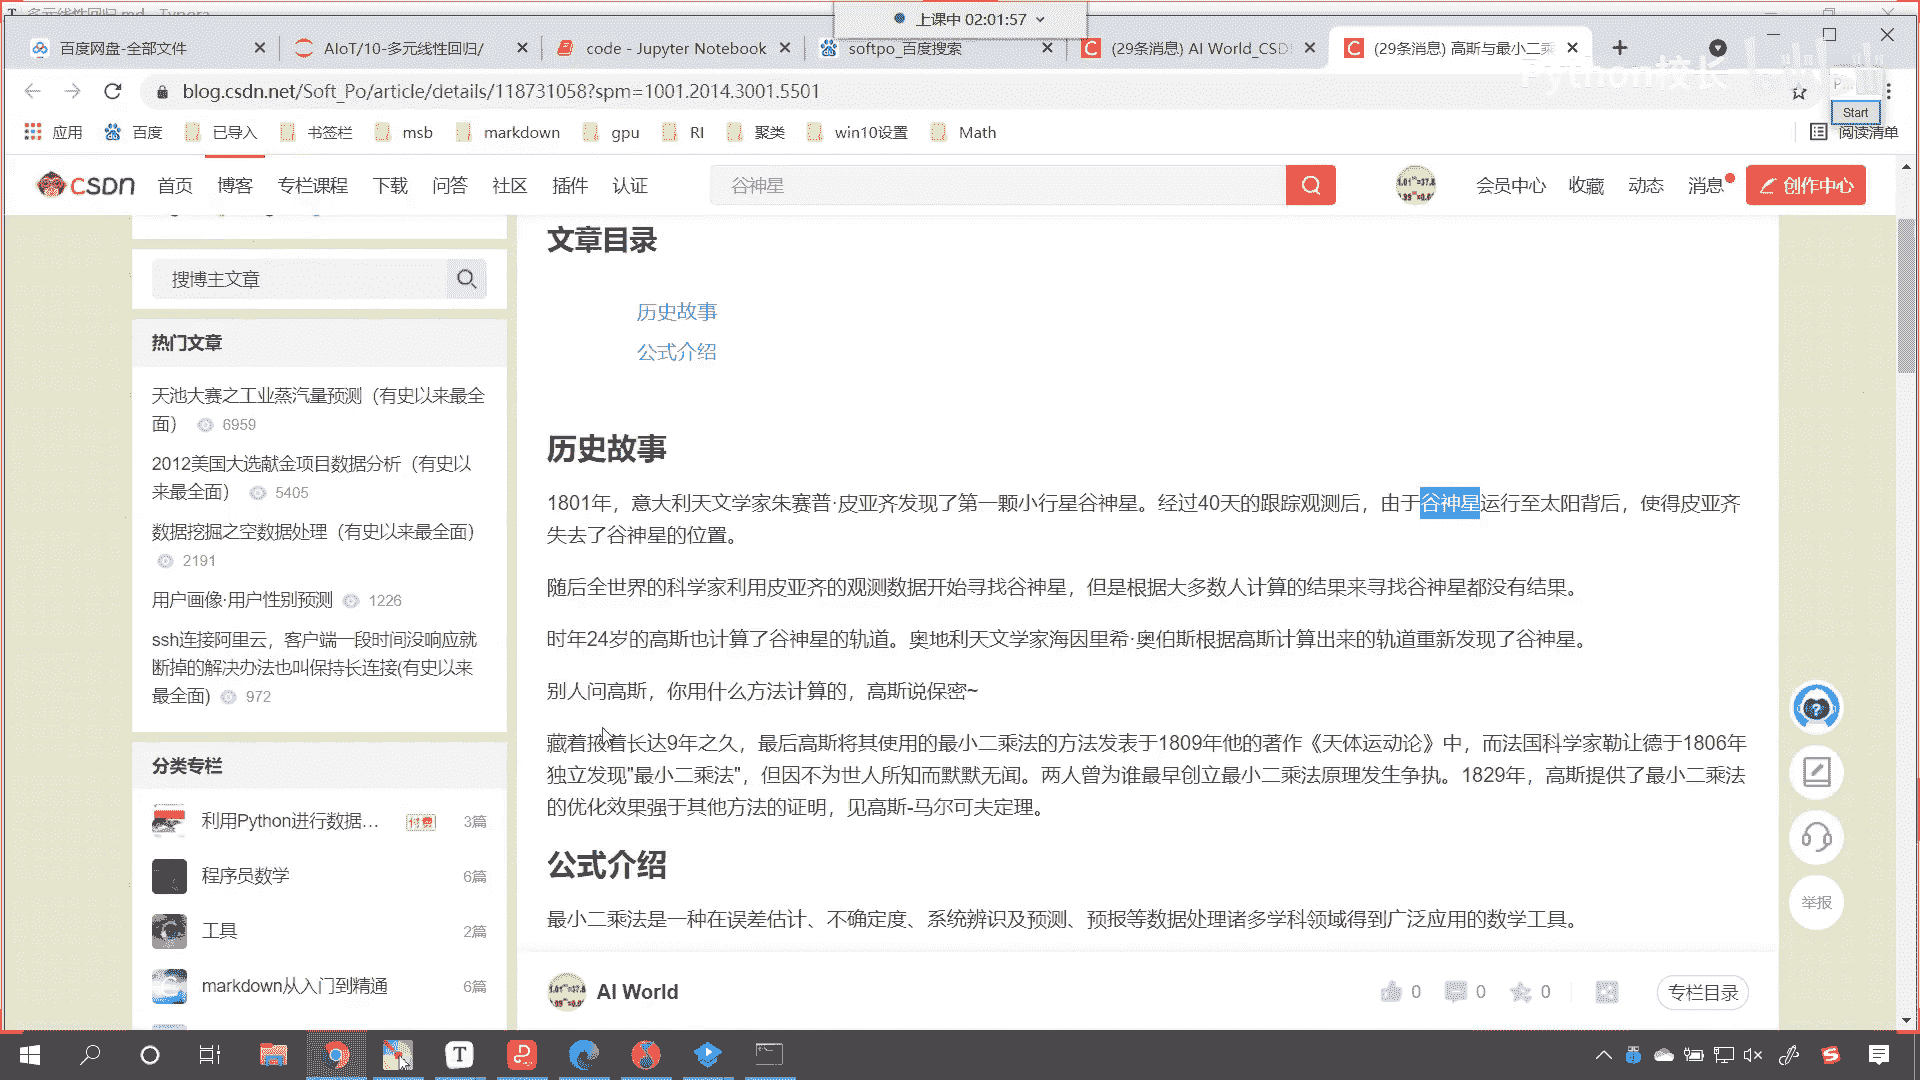 多元线性回归.md - Typora
上课中 02:01:57
百度网盘-全部文件
AIoT/10-多元线性回归/
code - Jupyter Notebook
softpo_百度搜索
(29条消息) AI World_CSD
(29条消息) 高斯与最小二乘
Python校长
blog.csdn.net/Soft_Po/article/details/118731058?spm=1001.2014.3001.5501
Start
应用
百度
已导入
书签栏
msb
markdown
gpu
RI
聚类
win10设置
Math
阅读清单
CSDN
首页
博客
专栏课程
下载
问答
社区
插件
认证
谷神星
会员中心
收藏
动态
消息
创作中心
搜博主文章
热门文章
天池大赛之工业蒸汽量预测（有史以来最全
面） 6959
2012美国大选献金项目数据分析（有史以
来最全面） 5405
数据挖掘之空数据处理（有史以来最全面）
2191
用户画像·用户性别预测 1226
ssh连接阿里云，客户端一段时间没响应就
断掉的解决办法也叫保持长连接(有史以来
最全面) 972
分类专栏
利用Python进行数据... 付费 3篇
程序员数学 6篇
工具 2篇
markdown从入门到精通 6篇
文章目录
历史故事
公式介绍
历史故事
1801年，意大利天文学家朱赛普·皮亚齐发现了第一颗小行星谷神星。经过40天的跟踪观测后，由于谷神星运行至太阳背后，使得皮亚齐
失去了谷神星的位置。
随后全世界的科学家利用皮亚齐的观测数据开始寻找谷神星，但是根据大多数人计算的结果来寻找谷神星都没有结果。
时年24岁的高斯也计算了谷神星的轨道。奥地利天文学家海因里希·奥伯斯根据高斯计算出来的轨道重新发现了谷神星。
别人问高斯，你用什么方法计算的，高斯说保密~
藏着掖着长达9年之久，最后高斯将其使用的最小二乘法的方法发表于1809年他的著作《天体运动论》中，而法国科学家勒让德于1806年
独立发现"最小二乘法"，但因不为世人所知而默默无闻。两人曾为谁最早创立最小二乘法原理发生争执。1829年，高斯提供了最小二乘法
的优化效果强于其他方法的证明，见高斯-马尔可夫定理。
公式介绍
最小二乘法是一种在误差估计、不确定度、系统辨识及预测、预报等数据处理诸多学科领域得到广泛应用的数学工具。
AI World
0
0
0
专栏目录
举报